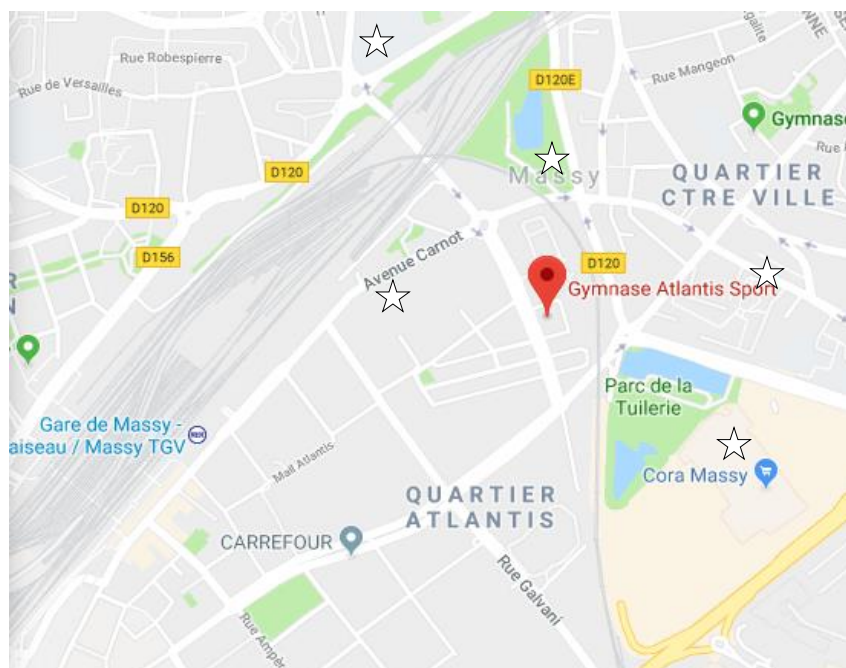 Rue Robespierre
Rue de Versailles
D120E
Rue Mangeon
Gymnase
D120
Massy
QUARTIER
CTRE VILLE
D120
D156
Avenue Carnot
D120
Gymnase Atlantis Sport
Parc de la
Tuilerie
Gare de Massy -
aiseau / Massy TGV
RER
Mail Atlantis
Cora Massy
QUARTIER
ATLANTIS
CARREFOUR
Rue Galvani
Rue Ampèr